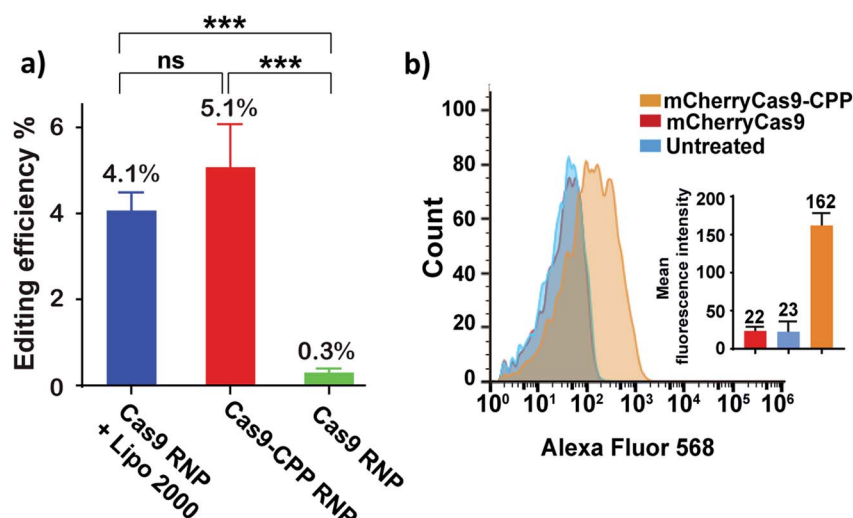 a)
***
ns
***
Editing efficiency %
6
4
2
0
4.1%
5.1%
0.3%
Cas9 RNP
+ Lipo 2000
Cas9-CPP RNP
Cas9 RNP
b)
Count
100
80
60
40
20
0
10⁰ 10¹ 10² 10³ 10⁴ 10⁵ 10⁶
Alexa Fluor 568
mCherryCas9-CPP
mCherryCas9
Untreated
Mean
fluorescence intensity
200
150
100
50
0
22
23
162